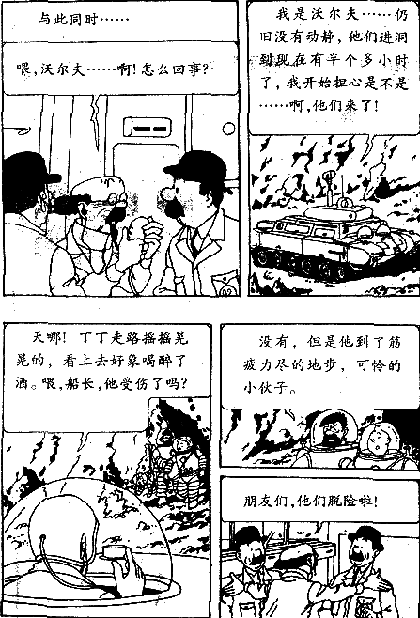 与此同时……
喂,沃尔夫……啊!怎么回事?
我是沃尔夫……仍
旧没有动静,他们进洞
到现在有半个多小时
了,我开始担心是不是
……啊,他们来了!
天哪!丁丁走路摇摇晃
晃的,看上去好象喝醉了
酒。喂,船长,他受伤了吗?
没有,但是他到了筋
疲力尽的地步,可怜的
小伙子。
朋友们,他们脱险啦!